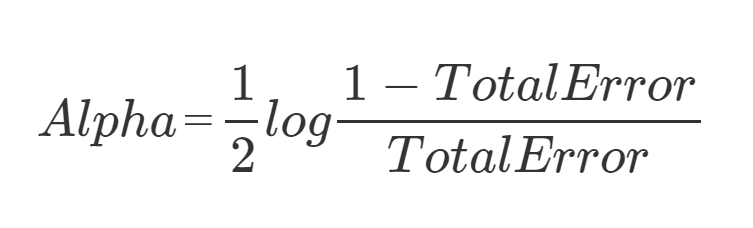 Alpha = 1/2 log (1 − TotalError)/TotalError